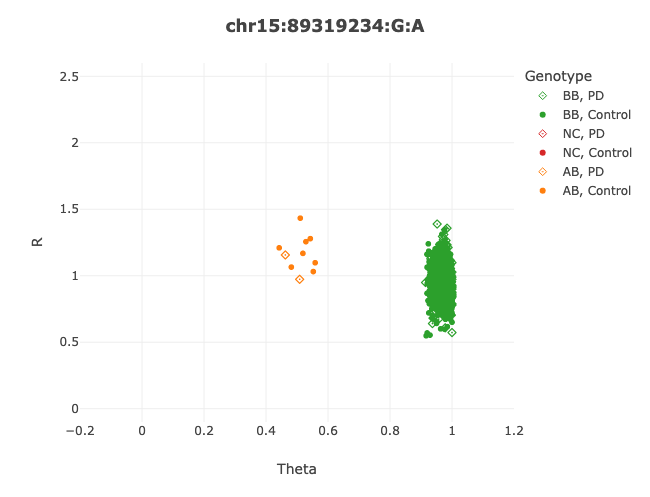 chr15:89319234:G:A
2.5
2
1.5
1
0.5
0
R
−0.2
0
0.2
0.4
0.6
0.8
1
1.2
Theta
Genotype
BB, PD
BB, Control
NC, PD
NC, Control
AB, PD
AB, Control